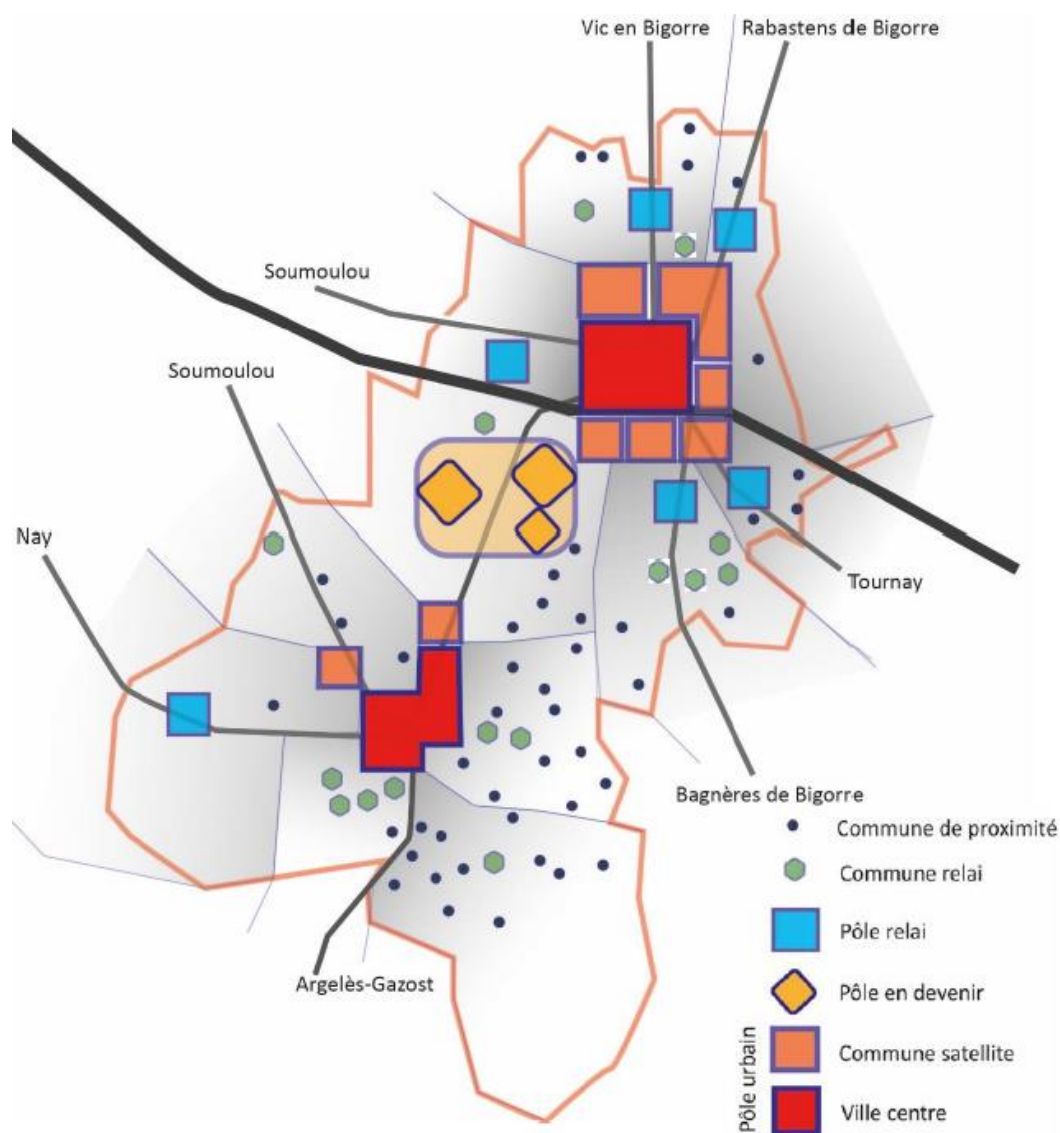 Vic en Bigorre
Rabastens de Bigorre
Soumoulou
Soumoulou
Nay
Tournay
Bagnères de Bigorre
Argelès-Gazost
Commune de proximité
Commune relai
Pôle relai
Pôle en devenir
Pôle urbain
Commune satellite
Ville centre